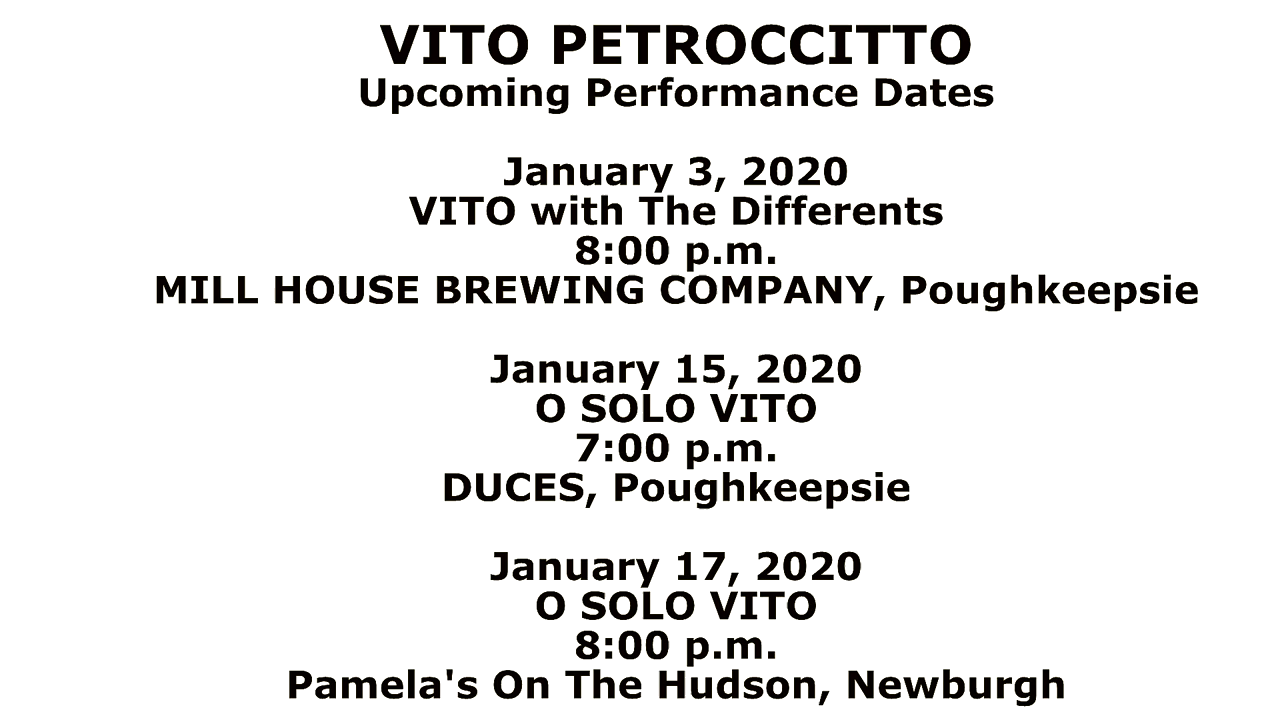 VITO PETROCCITTO
Upcoming Performance Dates
January 3, 2020
VITO with The Differents
8:00 p.m.
MILL HOUSE BREWING COMPANY, Poughkeepsie
January 15, 2020
O SOLO VITO
7:00 p.m.
DUCES, Poughkeepsie
January 17, 2020
O SOLO VITO
8:00 p.m.
Pamela's On The Hudson, Newburgh